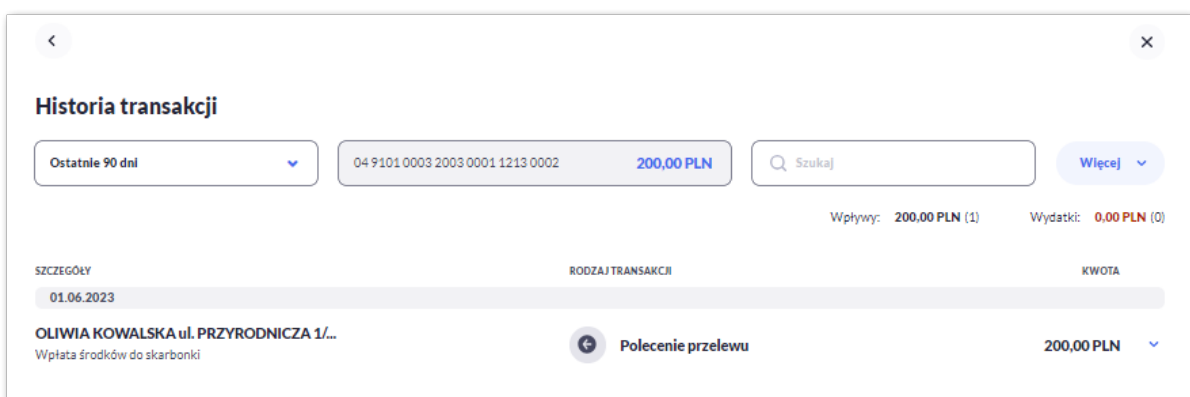 Historia transakcji
Ostatnie 90 dni
04 9101 0003 2003 0001 1213 0002 200,00 PLN
Szukaj
Więcej
Wpływy: 200,00 PLN (1) Wydatki: 0,00 PLN (0)
SZCZEGÓŁY RODZAJ TRANSAKCJI KWOTA
01.06.2023
OLIWIA KOWALSKA ul. PRZYRODNICZA 1/...
Wpłata środków do skarbonki
Polecenie przelewu
200,00 PLN